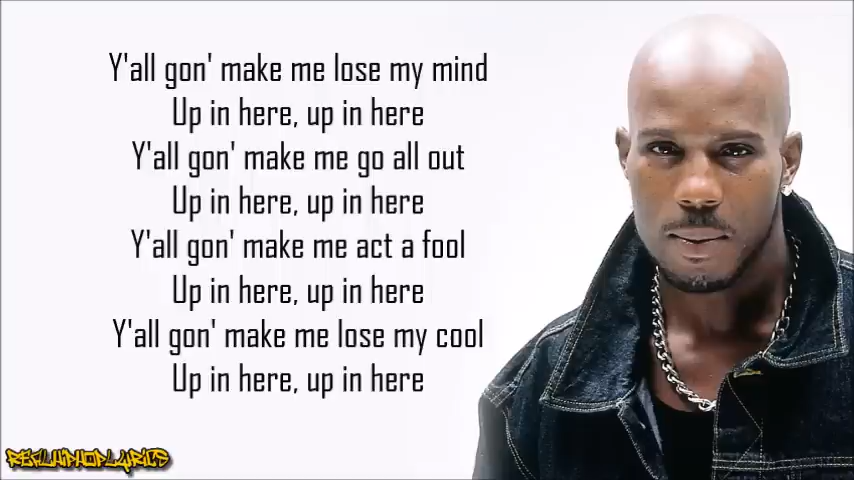 Y'all gon' make me lose my mind
Up in here, up in here
Y'all gon' make me go all out
Up in here, up in here
Y'all gon' make me act a fool
Up in here, up in here
Y'all gon' make me lose my cool
Up in here, up in here
REALHIPHOPLYRICS